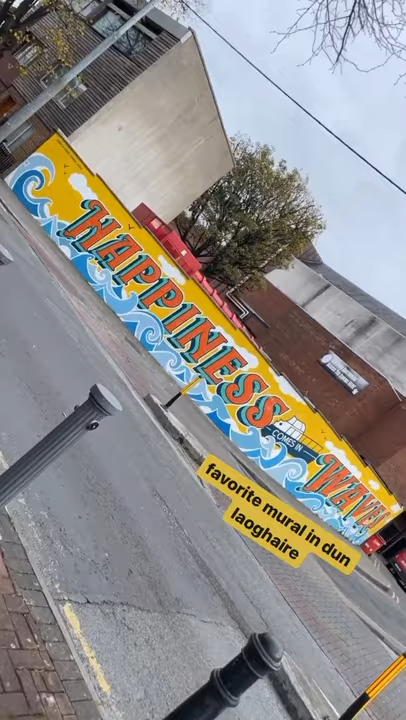 HAPPINESS
COMES IN
WAVES
favorite mural in dun
laoghaire